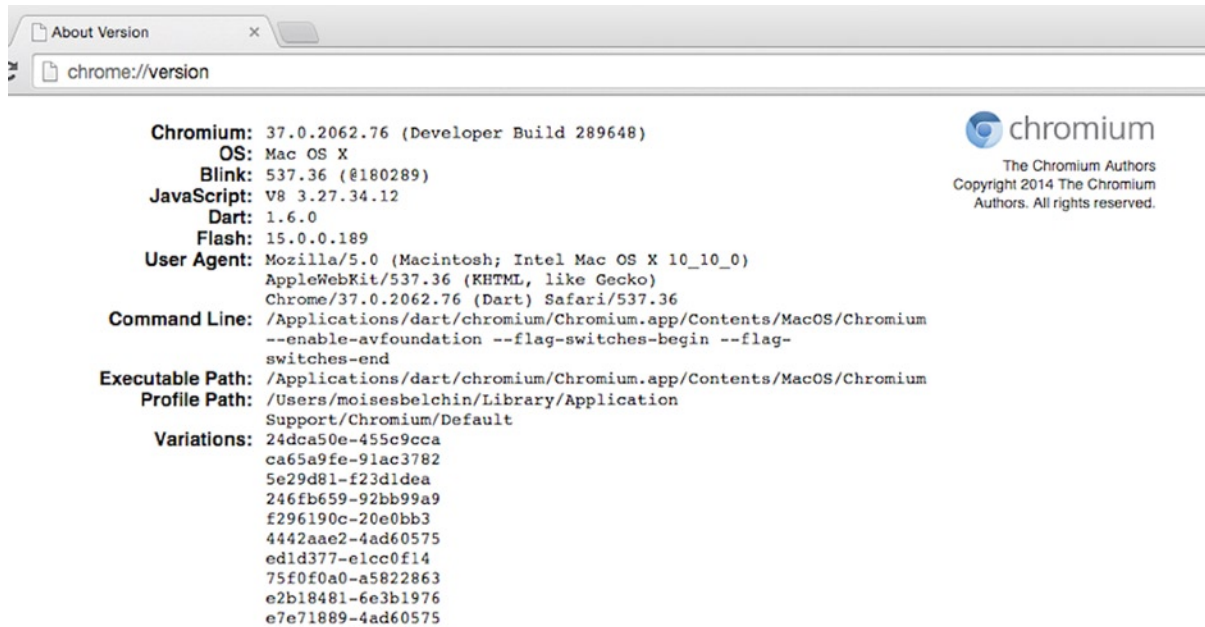 About Version
chrome://version
chromium
The Chromium Authors
Copyright 2014 The Chromium
Authors. All rights reserved.
Chromium: 37.0.2062.76 (Developer Build 289648)
OS: Mac OS X
Blink: 537.36 (@180289)
JavaScript: V8 3.27.34.12
Dart: 1.6.0
Flash: 15.0.0.189
User Agent: Mozilla/5.0 (Macintosh; Intel Mac OS X 10_10_0)
AppleWebKit/537.36 (KHTML, like Gecko)
Chrome/37.0.2062.76 (Dart) Safari/537.36
Command Line: /Applications/dart/chromium/Chromium.app/Contents/MacOS/Chromium
--enable-avfoundation --flag-switches-begin --flag-
switches-end
Executable Path: /Applications/dart/chromium/Chromium.app/Contents/MacOS/Chromium
Profile Path: /Users/moisesbelchin/Library/Application
Support/Chromium/Default
Variations: 24dca50e-455c9cca
ca65a9fe-91ac3782
5e29d81-f23d1dea
246fb659-92bb99a9
f296190c-20e0bb3
4442aae2-4ad60575
ed1d377-e1cc0f14
75f0f0a0-a5822863
e2b18481-6e3b1976
e7e71889-4ad60575